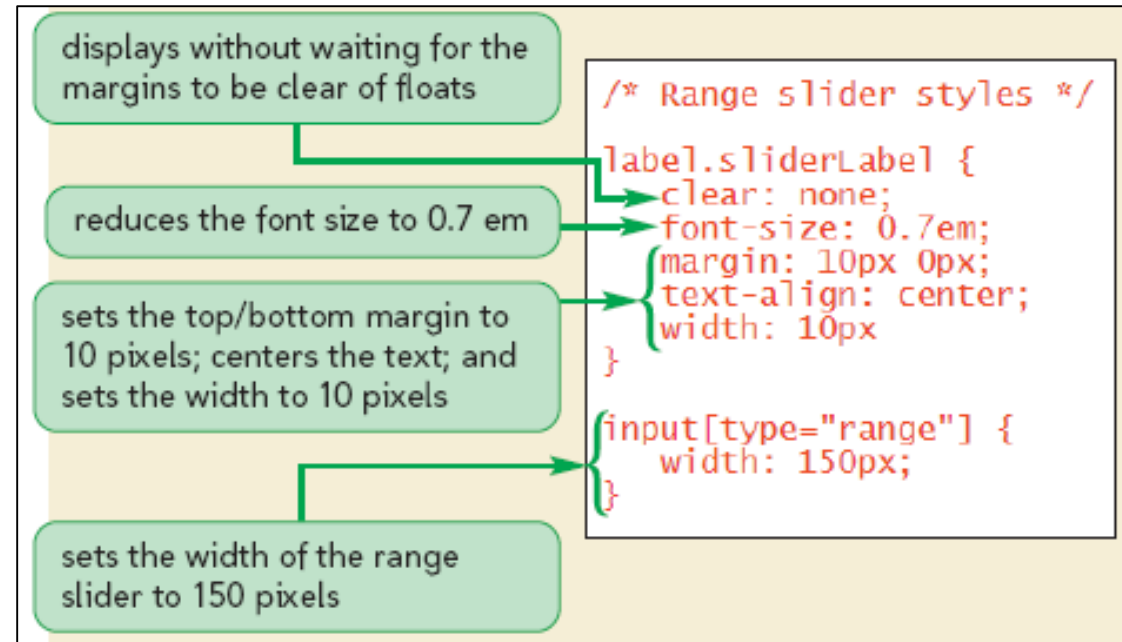 displays without waiting for the
margins to be clear of floats
reduces the font size to 0.7 em
sets the top/bottom margin to
10 pixels; centers the text; and
sets the width to 10 pixels
sets the width of the range
slider to 150 pixels
/* Range slider styles */
label.sliderLabel {
clear: none;
font-size: 0.7em;
margin: 10px 0px;
text-align: center;
width: 10px
}
input[type="range"] {
width: 150px;
}